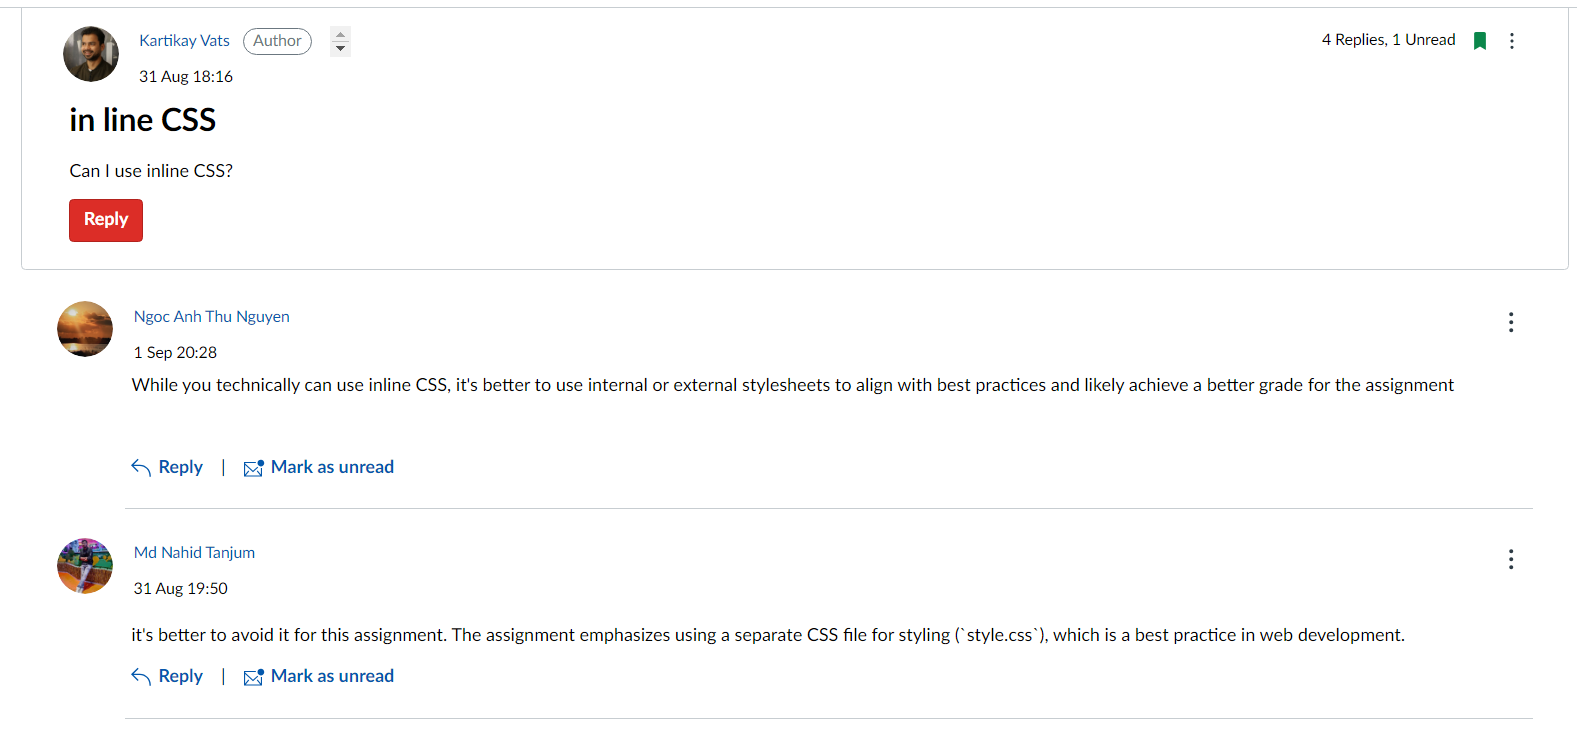 Kartikay Vats Author 4 Replies, 1 Unread
31 Aug 18:16
in line CSS
Can I use inline CSS?
Reply
Ngoc Anh Thu Nguyen
1 Sep 20:28
While you technically can use inline CSS, it's better to use internal or external stylesheets to align with best practices and likely achieve a better grade for the assignment
Reply | Mark as unread
Md Nahid Tanjum
31 Aug 19:50
it's better to avoid it for this assignment. The assignment emphasizes using a separate CSS file for styling (`style.css`), which is a best practice in web development.
Reply | Mark as unread